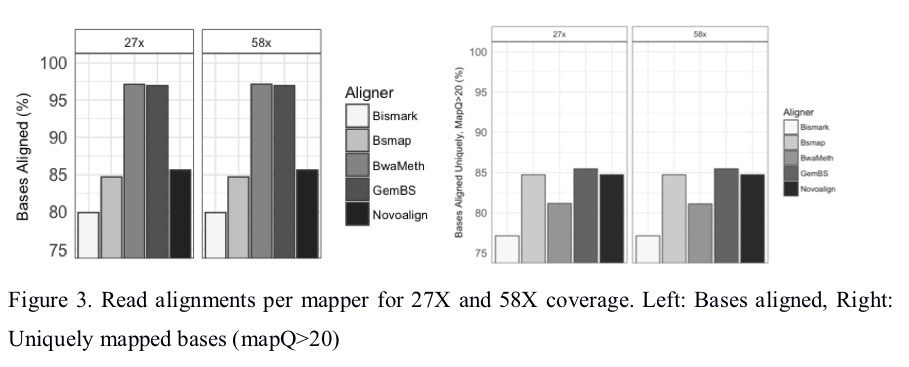 27x
58x
100
95
90
85
80
75
Bases Aligned (%)
Aligner
Bismark
Bsmap
BwaMeth
GemBS
Novoalign
27x
58x
100
95
90
85
80
75
Bases Aligned Uniquely, MapQ>20 (%)
Aligner
Bismark
Bsmap
BwaMeth
GemBS
Novoalign
Figure 3. Read alignments per mapper for 27X and 58X coverage. Left: Bases aligned, Right:
Uniquely mapped bases (mapQ>20)